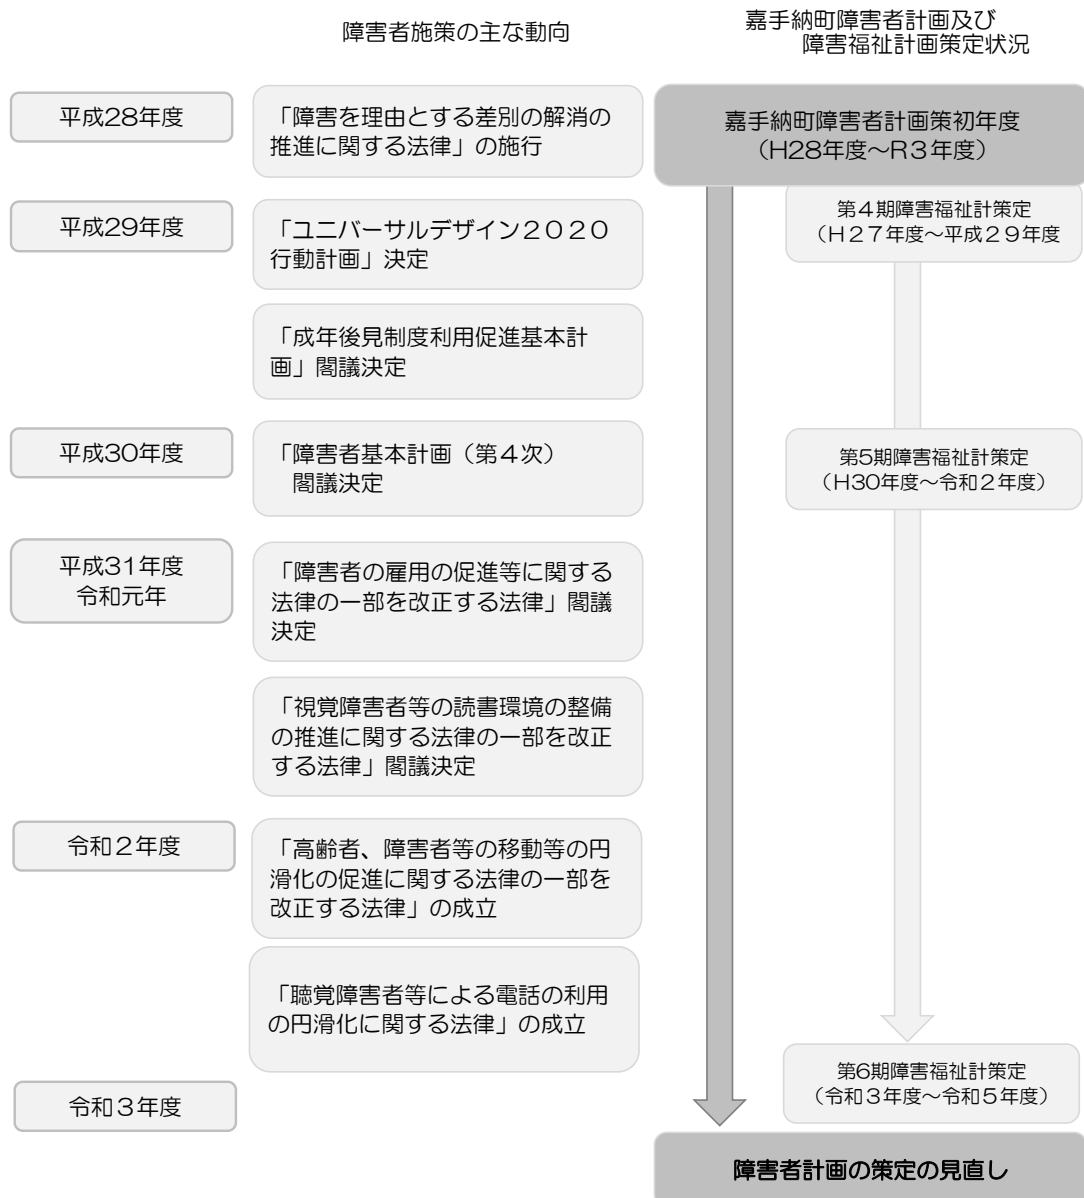 障害者施策の主な動向
嘉手納町障害者計画及び
障害福祉計画策定状況
平成28年度
「障害を理由とする差別の解消の
推進に関する法律」の施行
嘉手納町障害者計画策初年度
（H28年度～R３年度）
平成29年度
「ユニバーサルデザイン２０２０
行動計画」決定
第４期障害福祉計策定
（Ｈ２７年度～平成２９年度
「成年後見制度利用促進基本計
画」閣議決定
平成30年度
「障害者基本計画（第４次）
閣議決定
第5期障害福祉計策定
（H30年度～令和２年度）
平成31年度
令和元年
「障害者の雇用の促進等に関する
法律の一部を改正する法律」閣議
決定
「視覚障害者等の読書環境の整備
の推進に関する法律の一部を改正
する法律」閣議決定
令和２年度
「高齢者、障害者等の移動等の円
滑化の促進に関する法律の一部を
改正する法律」の成立
「聴覚障害者等による電話の利用
の円滑化に関する法律」の成立
第6期障害福祉計策定
（令和３年度～令和５年度）
令和３年度
障害者計画の策定の見直し